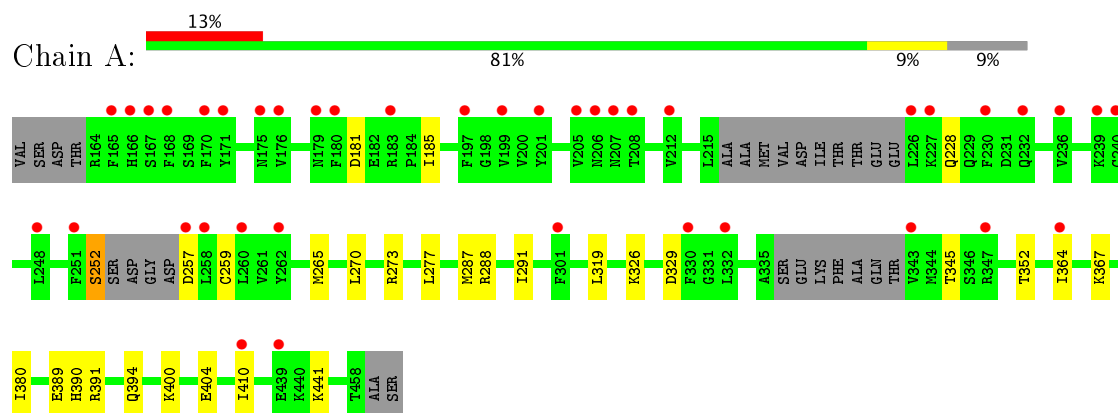 13%
Chain A:
81% 9% 9%
VAL SER ASP THR R164 F165 H166 S167 F168 S169 F170 Y171 N175 V176 N179 F180 D181 E182 R183 P184 I185 F197 G198 V199 V200 Y201 V205 N206 N207 T208 V212 L215 ALA ALA MET VAL ASP ILE THR THR GLU GLU L226 K227 Q228 Q229 F230 D231 Q232 V236 K239 C240
L248 F251 S252 SER ASP GLY ASP D257 L258 C259 L260 V261 Y262 M265 L270 R273 L277 M287 R288 I291 F301 L319 K326 D329 F330 G331 L332 A335 SER GLU LYS PHE ALA GLN THR V343 M344 T345 S346 R347 T352 I364 K367
I380 E389 H390 R391 Q394 K400 E404 I410 E439 K440 K441 T458 ALA SER